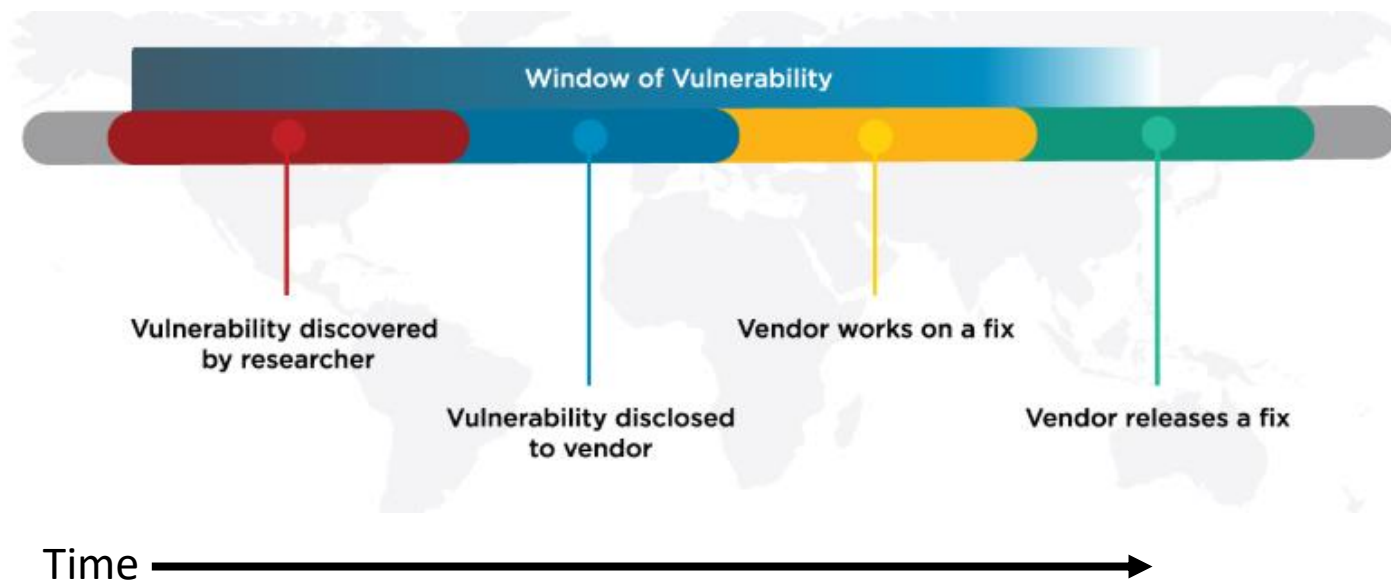 Window of Vulnerability
Vulnerability discovered
by researcher
Vulnerability disclosed
to vendor
Vendor works on a fix
Vendor releases a fix
Time